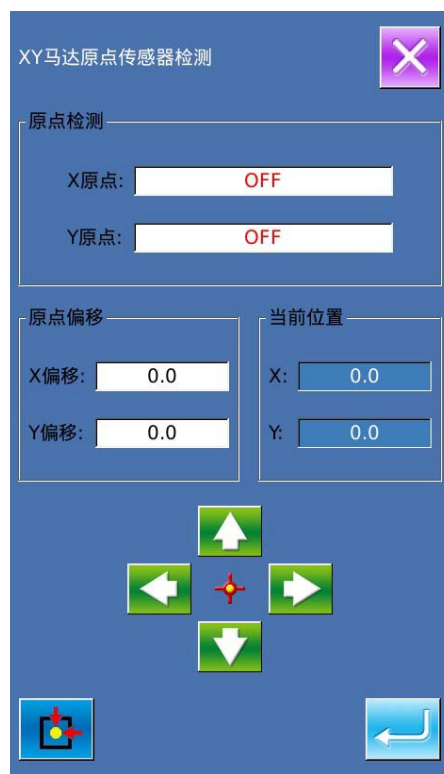 XY马达原点传感器检测
原点检测
X原点: OFF
Y原点: OFF
原点偏移
X偏移: 0.0
Y偏移: 0.0
当前位置
X: 0.0
Y: 0.0